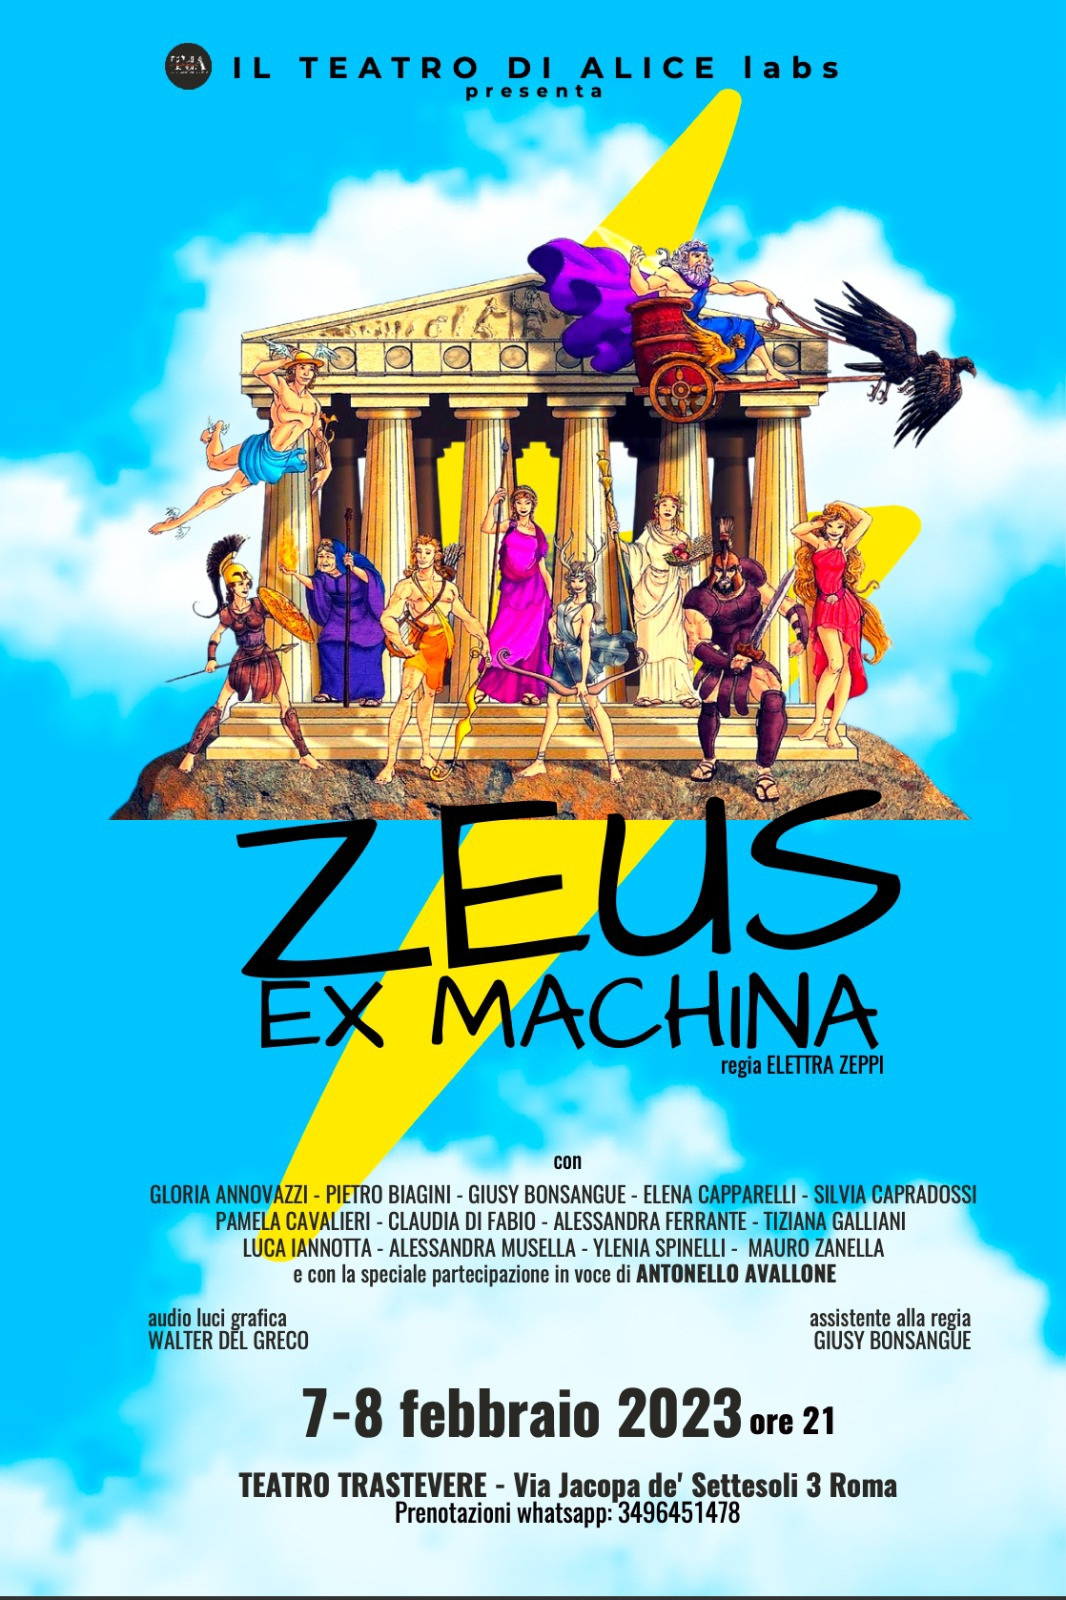 IL TEATRO DI ALICE labs
presenta
ZEUS
EX MACHINA
regia ELETTRA ZEPPI
con
GLORIA ANNOVAZZI - PIETRO BIAGINI - GIUSY BONSANGUE - ELENA CAPPARELLI - SILVIA CAPRADOSSI
PAMELA CAVALIERI - CLAUDIA DI FABIO - ALESSANDRA FERRANTE - TIZIANA GALLIANI
LUCA IANNOTTA - ALESSANDRA MUSELLA - YLENIA SPINELLI - MAURO ZANELLA
e con la speciale partecipazione in voce di ANTONELLO AVALLONE
audio luci grafica
WALTER DEL GRECO
assistente alla regia
GIUSY BONSANGUE
7-8 febbraio 2023 ore 21
TEATRO TRASTEVERE - Via Jacopa de' Settesoli 3 Roma
Prenotazioni whatsapp: 3496451478